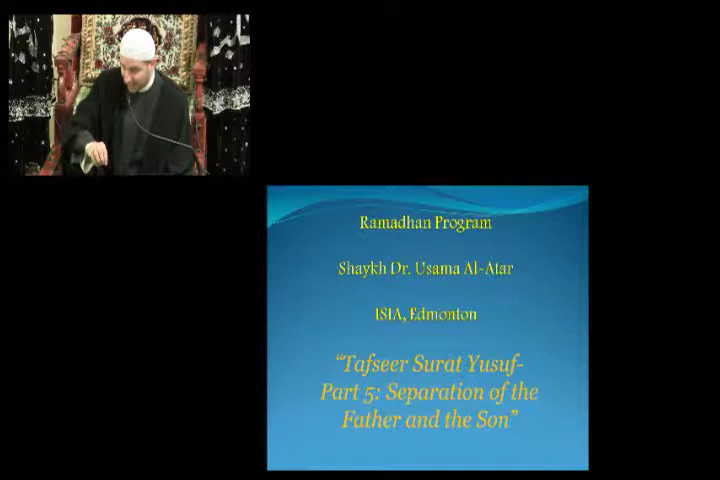 Ramadhan Program
Shaykh Dr. Usama Al-Atar
ISIA, Edmonton
“Tafseer Surat Yusuf-
Part 5: Separation of the
Father and the Son”